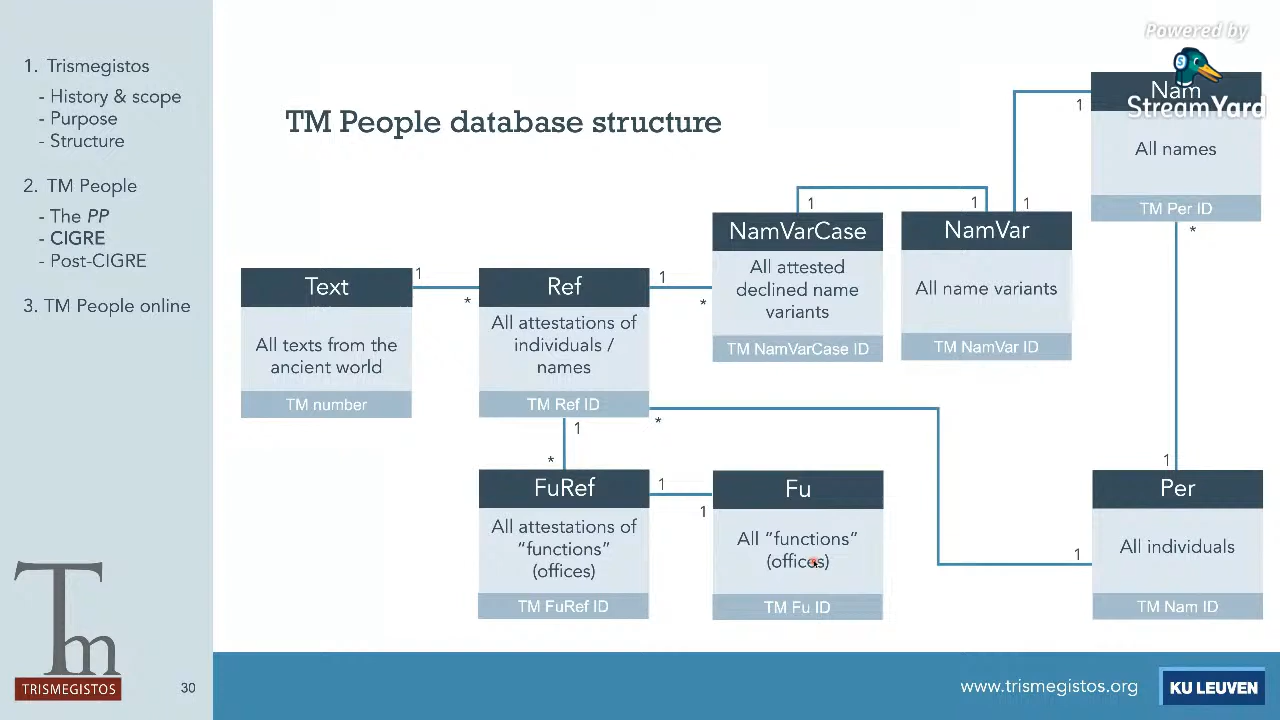 1. Trismegistos
- History & scope
- Purpose
- Structure
2. TM People
- The PP
- CIGRE
- Post-CIGRE
3. TM People online
Tm
TRISMEGISTOS
30
TM People database structure
Powered by
StreamYard
Text
All texts from the
ancient world
TM number
1
*
Ref
All attestations of
individuals /
names
TM Ref ID
1
*
NamVarCase
All attested
declined name
variants
TM NamVarCase ID
1
1
NamVar
All name variants
TM NamVar ID
1
1
Nam
All names
TM Per ID
*
1
*
1
1
*
FuRef
All attestations of
“functions”
(offices)
TM FuRef ID
1
1
Fu
All “functions”
(offices)
TM Fu ID
Per
All individuals
TM Nam ID
www.trismegistos.org
KU LEUVEN